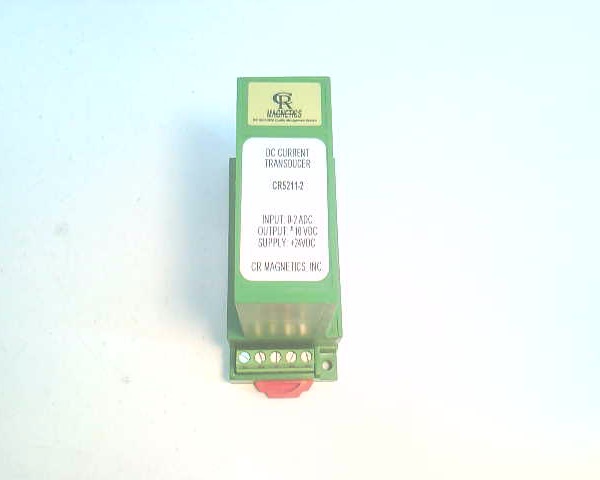 CR
MAGNETICS
DC CURRENT
TRANSDUCER
CR5211-2
INPUT: 0-2 ADC
OUTPUT: ±10 VDC
SUPPLY: +24VDC
CR MAGNETICS, INC.